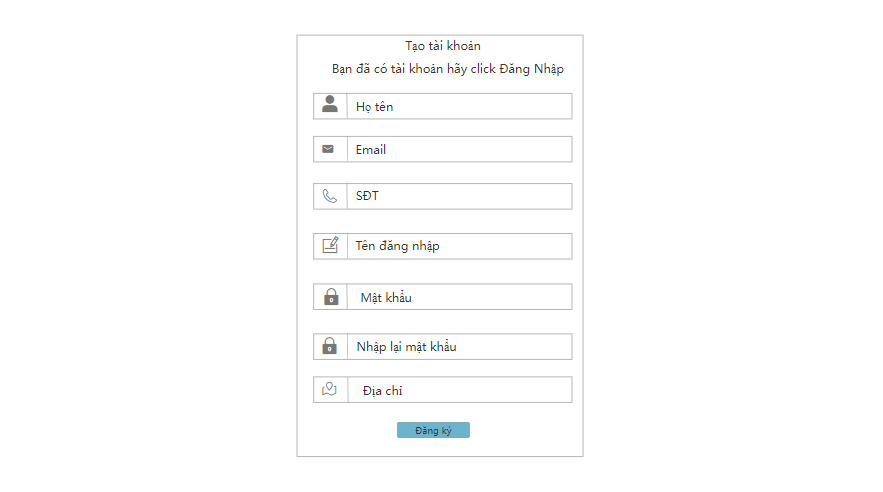 Tạo tài khoản
Bạn đã có tài khoản hãy click Đăng Nhập
Họ tên
Email
SĐT
Tên đăng nhập
Mật khẩu
Nhập lại mật khẩu
Địa chỉ
Đăng ký